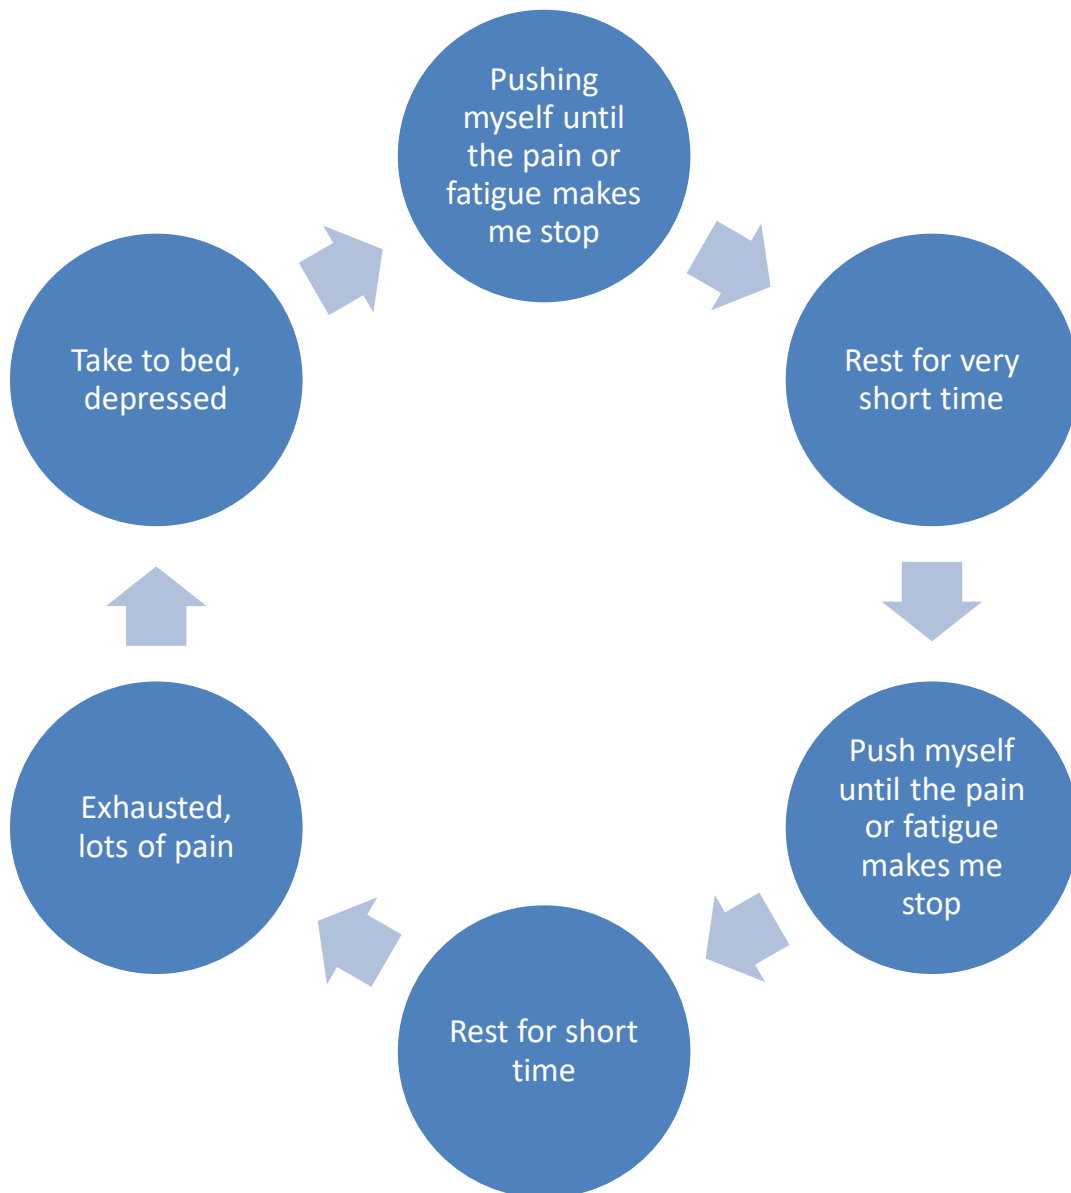 Pushing
myself until
the pain or
fatigue makes
me stop
Rest for very
short time
Push myself
until the pain
or fatigue
makes me
stop
Rest for short
time
Exhausted,
lots of pain
Take to bed,
depressed